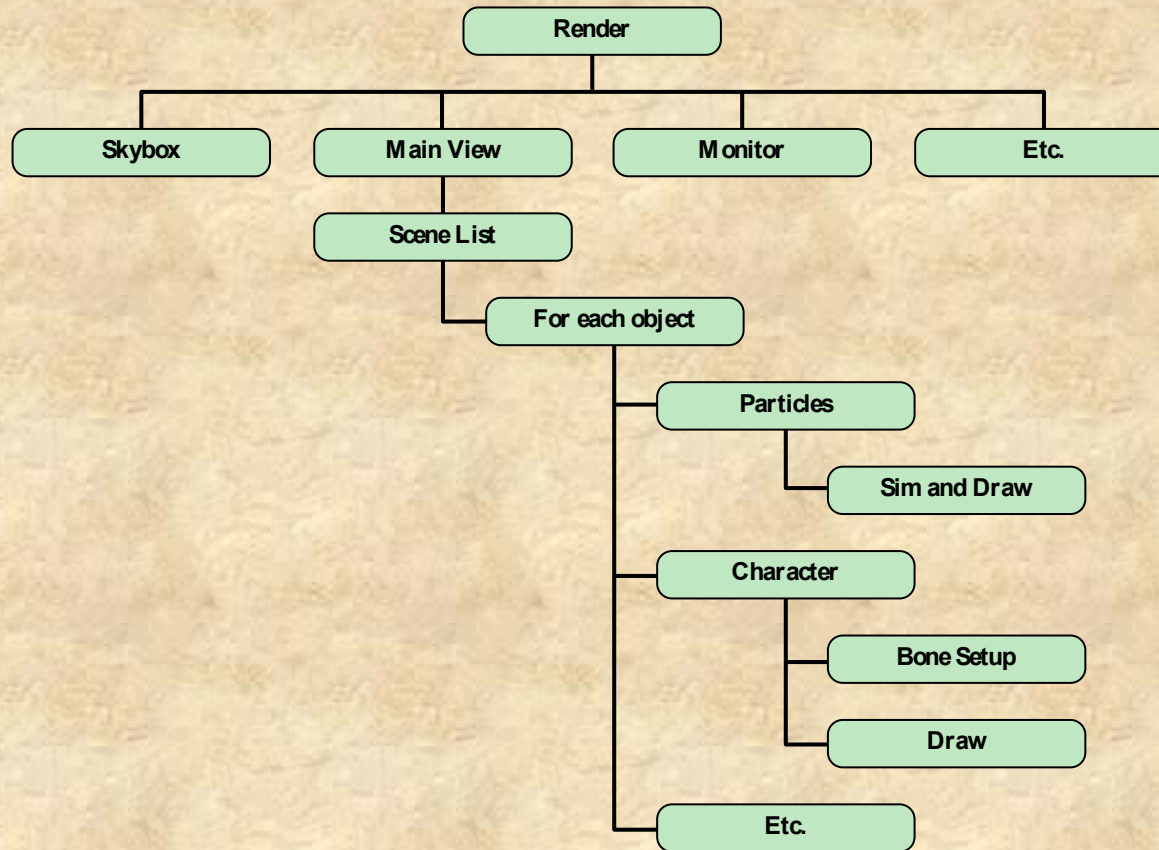 Render
Skybox
Main View
Monitor
Etc.
Scene List
For each object
Particles
Sim and Draw
Character
Bone Setup
Draw
Etc.